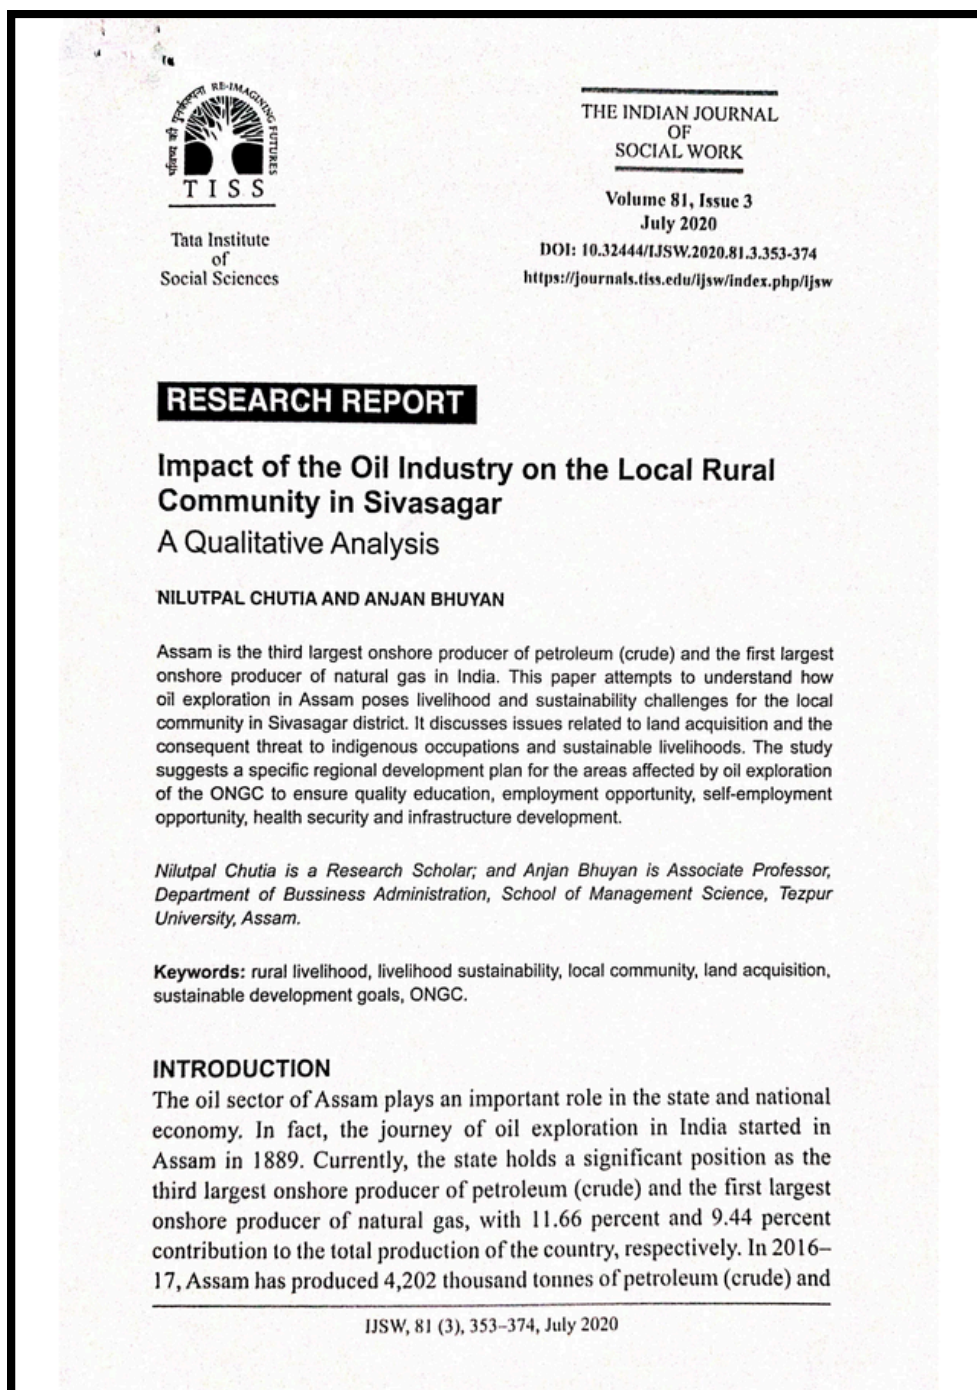 पढ़ाई की पुनर्कल्पना RE-IMAGINING FUTURES
TISS
Tata Institute
of
Social Sciences
THE INDIAN JOURNAL
OF
SOCIAL WORK
Volume 81, Issue 3
July 2020
DOI: 10.32444/IJSW.2020.81.3.353-374
https://journals.tiss.edu/ijsw/index.php/ijsw
RESEARCH REPORT
Impact of the Oil Industry on the Local Rural
Community in Sivasagar
A Qualitative Analysis
NILUTPAL CHUTIA AND ANJAN BHUYAN
Assam is the third largest onshore producer of petroleum (crude) and the first largest
onshore producer of natural gas in India. This paper attempts to understand how
oil exploration in Assam poses livelihood and sustainability challenges for the local
community in Sivasagar district. It discusses issues related to land acquisition and the
consequent threat to indigenous occupations and sustainable livelihoods. The study
suggests a specific regional development plan for the areas affected by oil exploration
of the ONGC to ensure quality education, employment opportunity, self-employment
opportunity, health security and infrastructure development.
Nilutpal Chutia is a Research Scholar; and Anjan Bhuyan is Associate Professor,
Department of Bussiness Administration, School of Management Science, Tezpur
University, Assam.
Keywords: rural livelihood, livelihood sustainability, local community, land acquisition,
sustainable development goals, ONGC.
INTRODUCTION
The oil sector of Assam plays an important role in the state and national
economy. In fact, the journey of oil exploration in India started in
Assam in 1889. Currently, the state holds a significant position as the
third largest onshore producer of petroleum (crude) and the first largest
onshore producer of natural gas, with 11.66 percent and 9.44 percent
contribution to the total production of the country, respectively. In 2016–
17, Assam has produced 4,202 thousand tonnes of petroleum (crude) and
IJSW, 81 (3), 353–374, July 2020